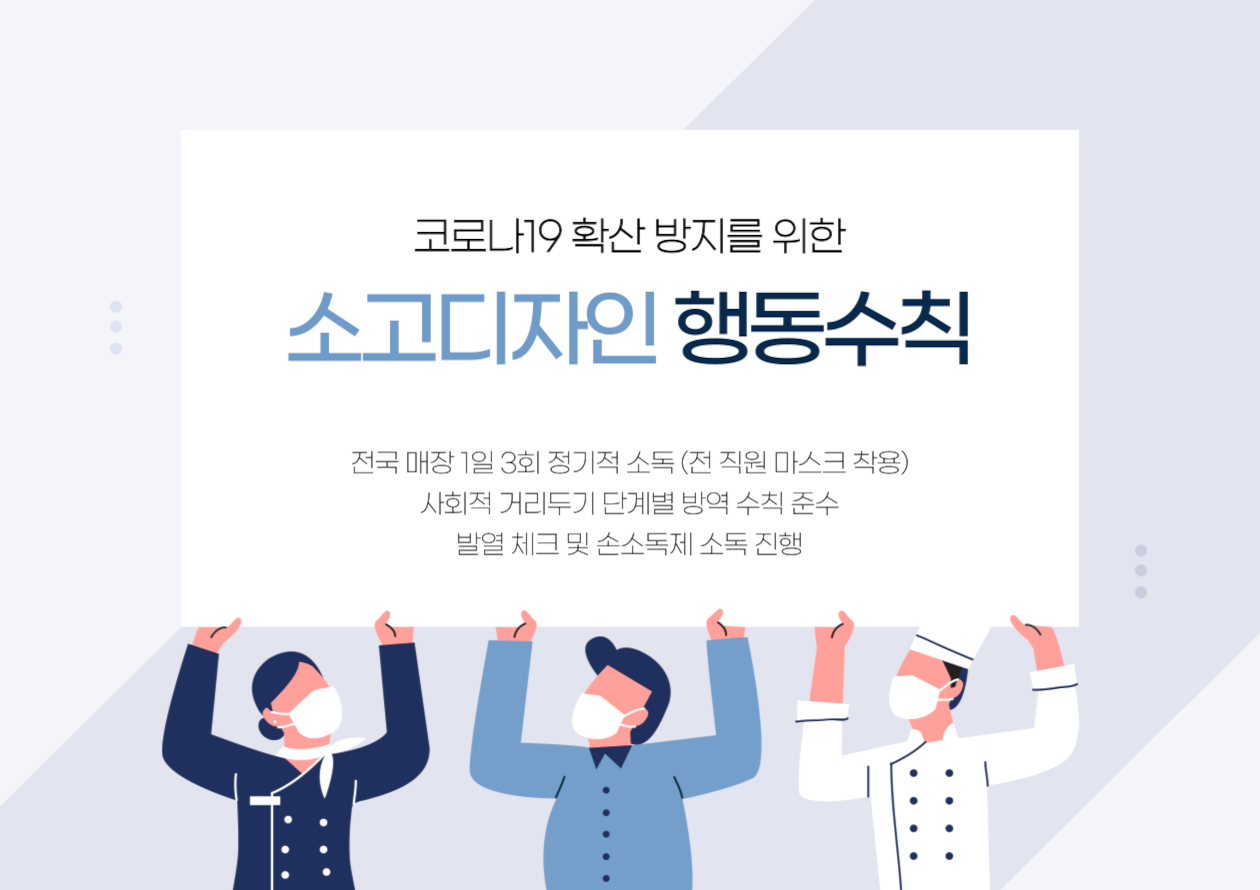 코로나19 확산 방지를 위한
소고디자인 행동수칙
전국 매장 1일 3회 정기적 소독 (전 직원 마스크 착용)
사회적 거리두기 단계별 방역 수칙 준수
발열 체크 및 손소독제 소독 진행